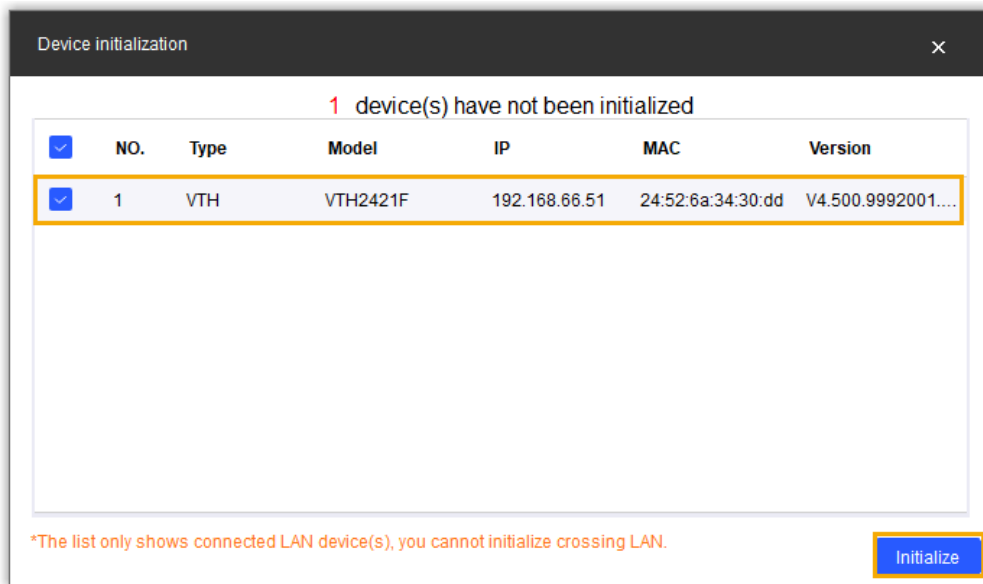 Device initialization
1 device(s) have not been initialized
NO. Type Model IP MAC Version
1 VTH VTH2421F 192.168.66.51 24:52:6a:34:30:dd V4.500.9992001....
*The list only shows connected LAN device(s), you cannot initialize crossing LAN.
Initialize